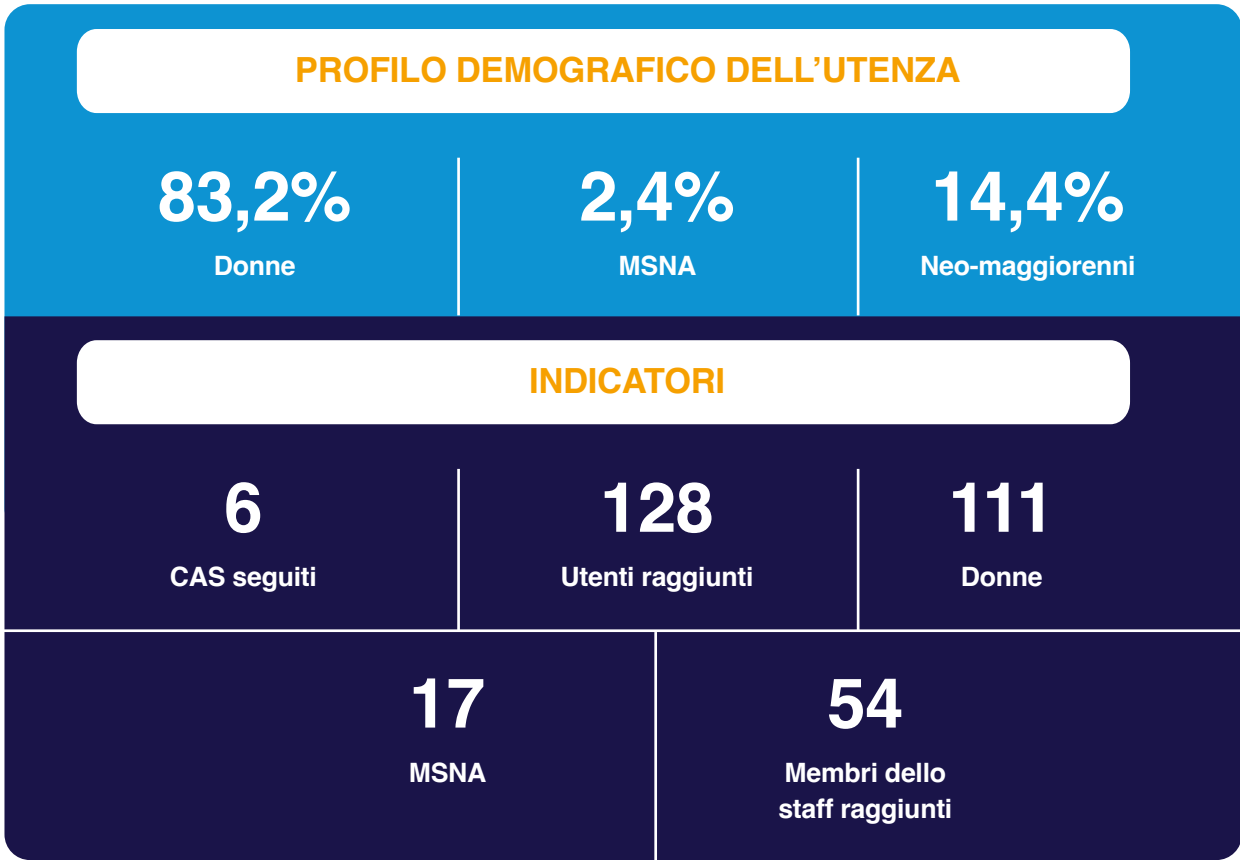 PROFILO DEMOGRAFICO DELL’UTENZA
83,2%
Donne
2,4%
MSNA
14,4%
Neo-maggiorenni
INDICATORI
6
CAS seguiti
128
Utenti raggiunti
111
Donne
17
MSNA
54
Membri dello
staff raggiunti